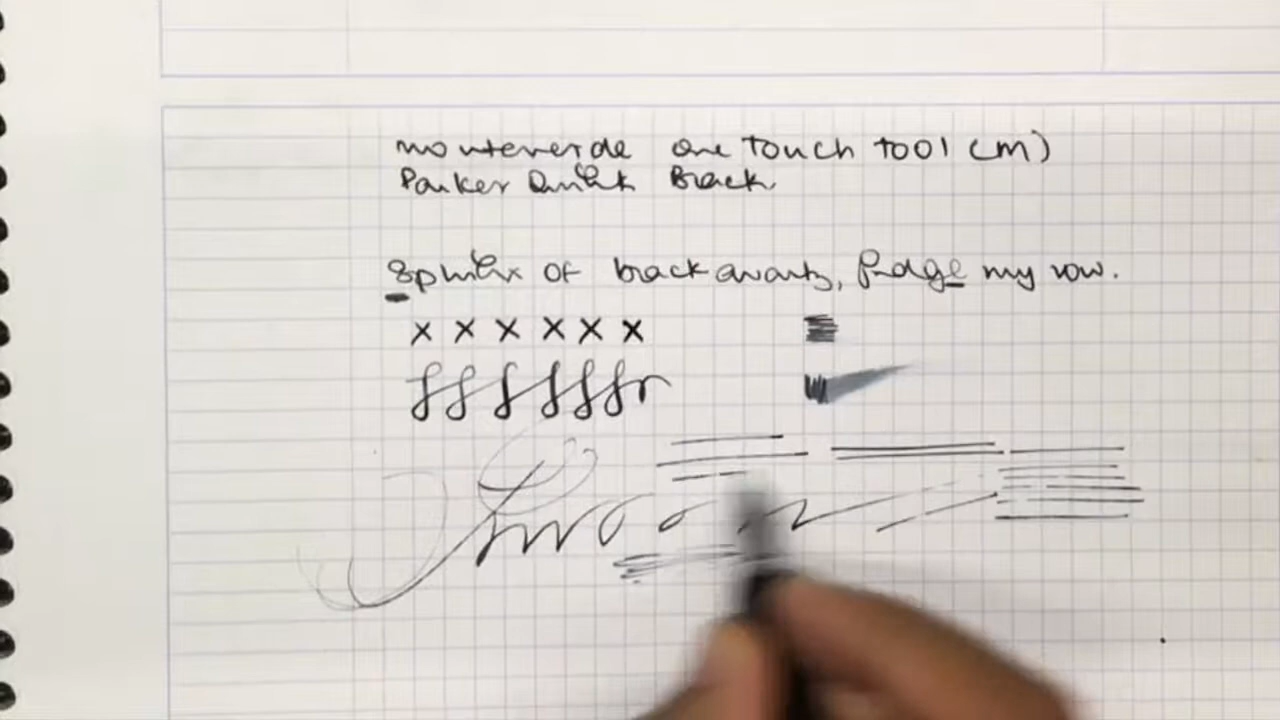 monteverde one Touch Tool (M)
Parker Quink Black
Sphinx of black quartz, judge my vow.
x x x x x x